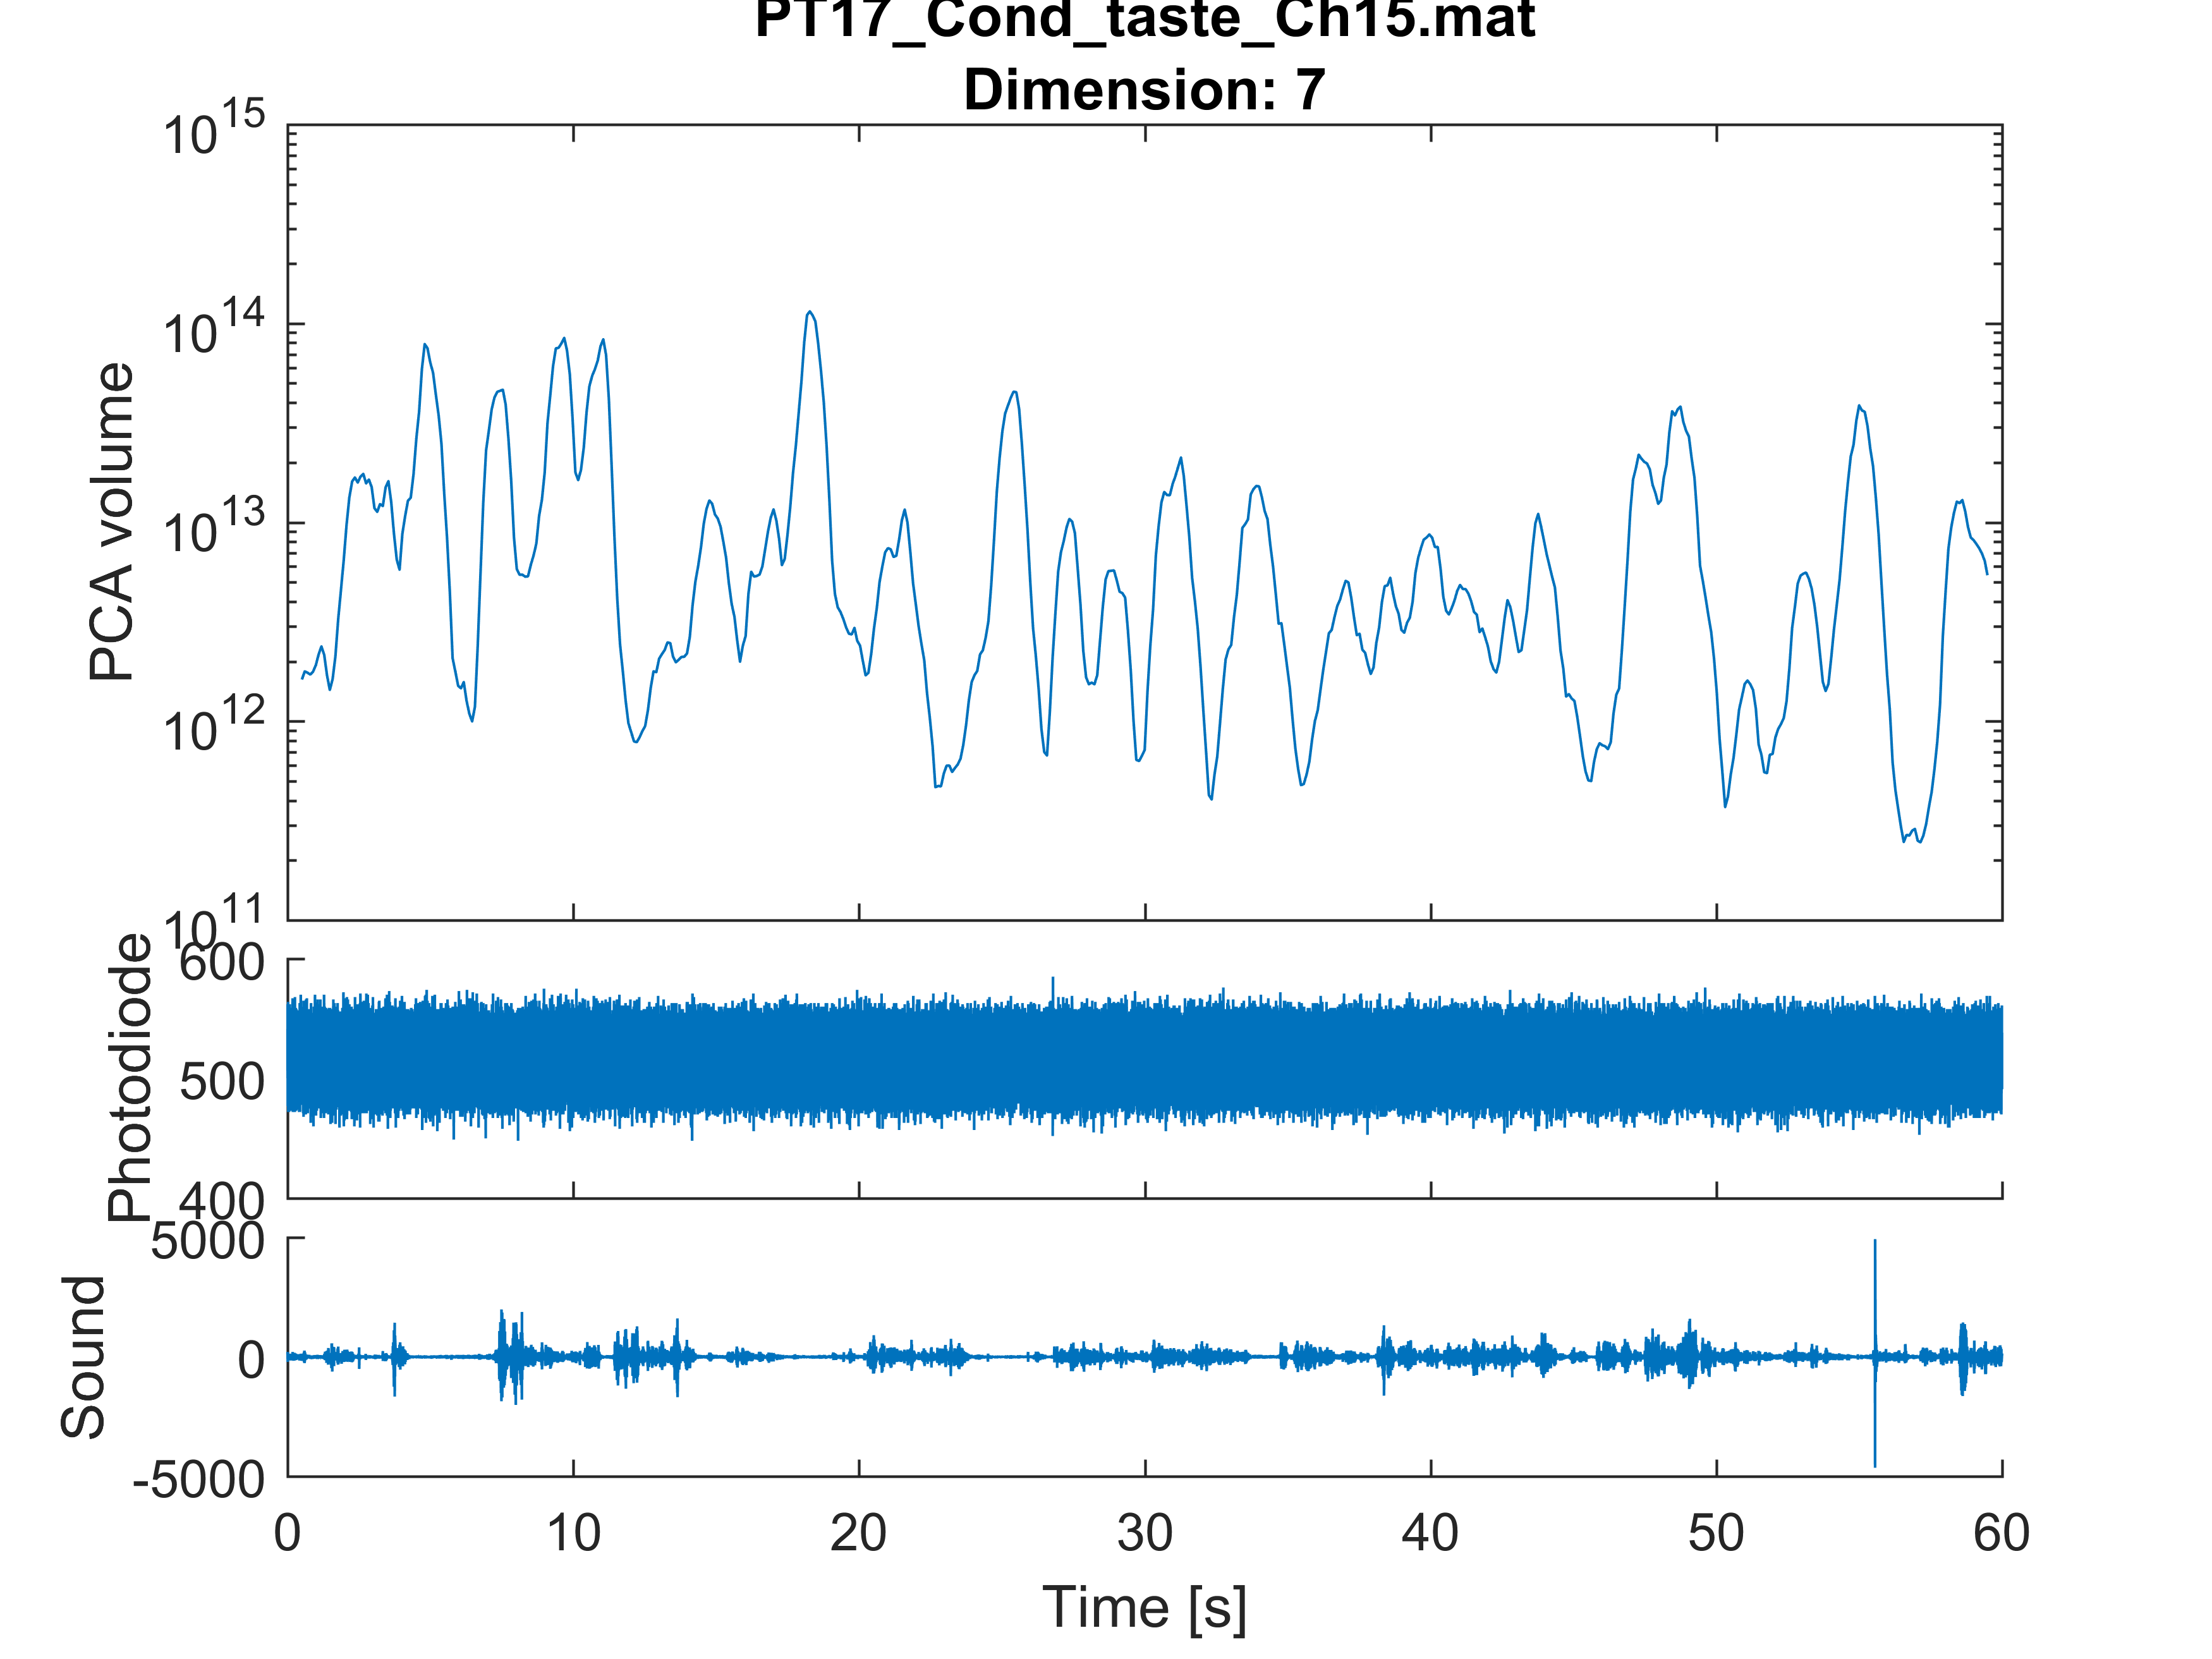 PT17_Cond_taste_Ch15.mat
Dimension: 7
PCA volume
10^15
10^14
10^13
10^12
10^11
Photodiode
600
500
400
Sound
5000
0
-5000
0 10 20 30 40 50 60
Time [s]